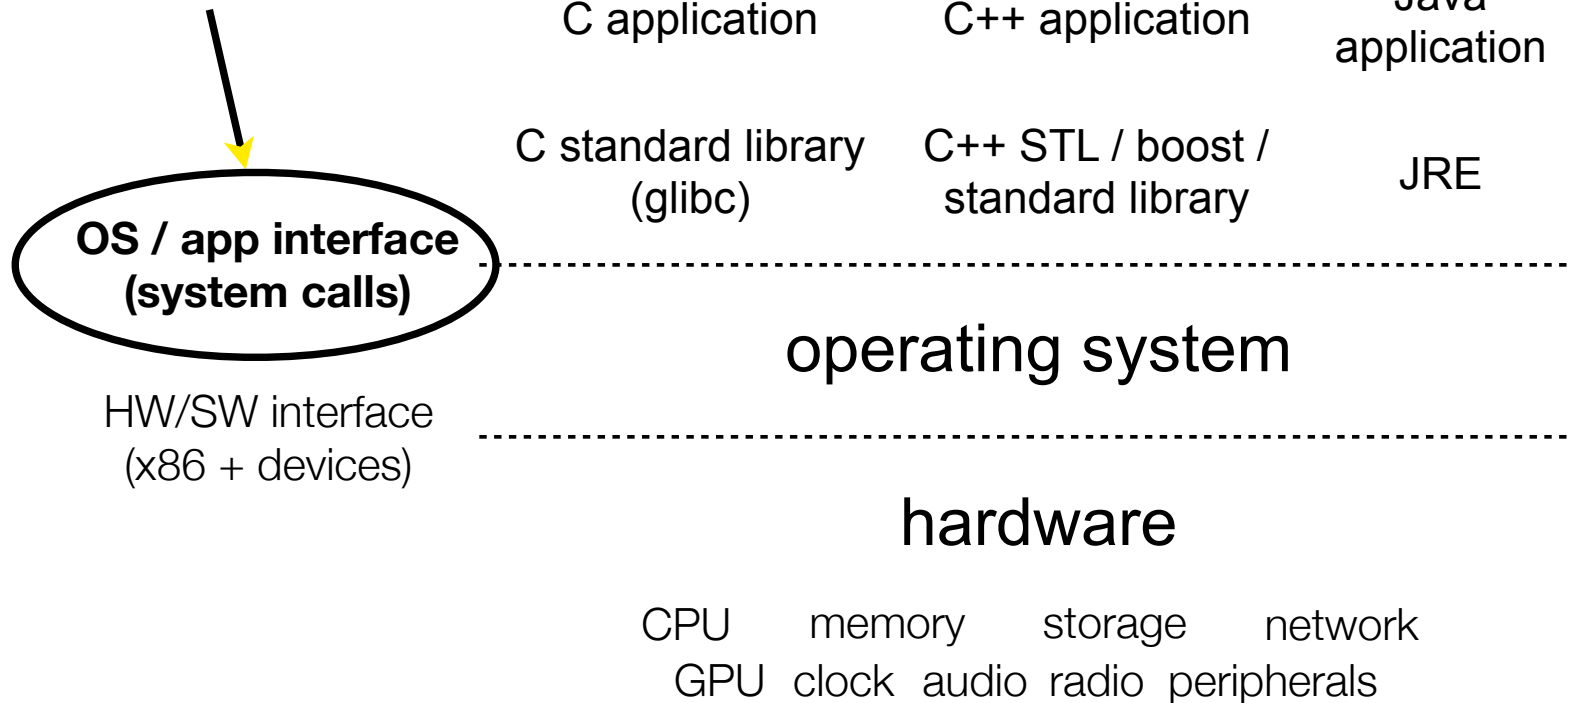 C application
C++ application
Java
application
C standard library
(glibc)
C++ STL / boost /
standard library
JRE
OS / app interface
(system calls)
operating system
HW/SW interface
(x86 + devices)
hardware
CPU memory storage network
GPU clock audio radio peripherals